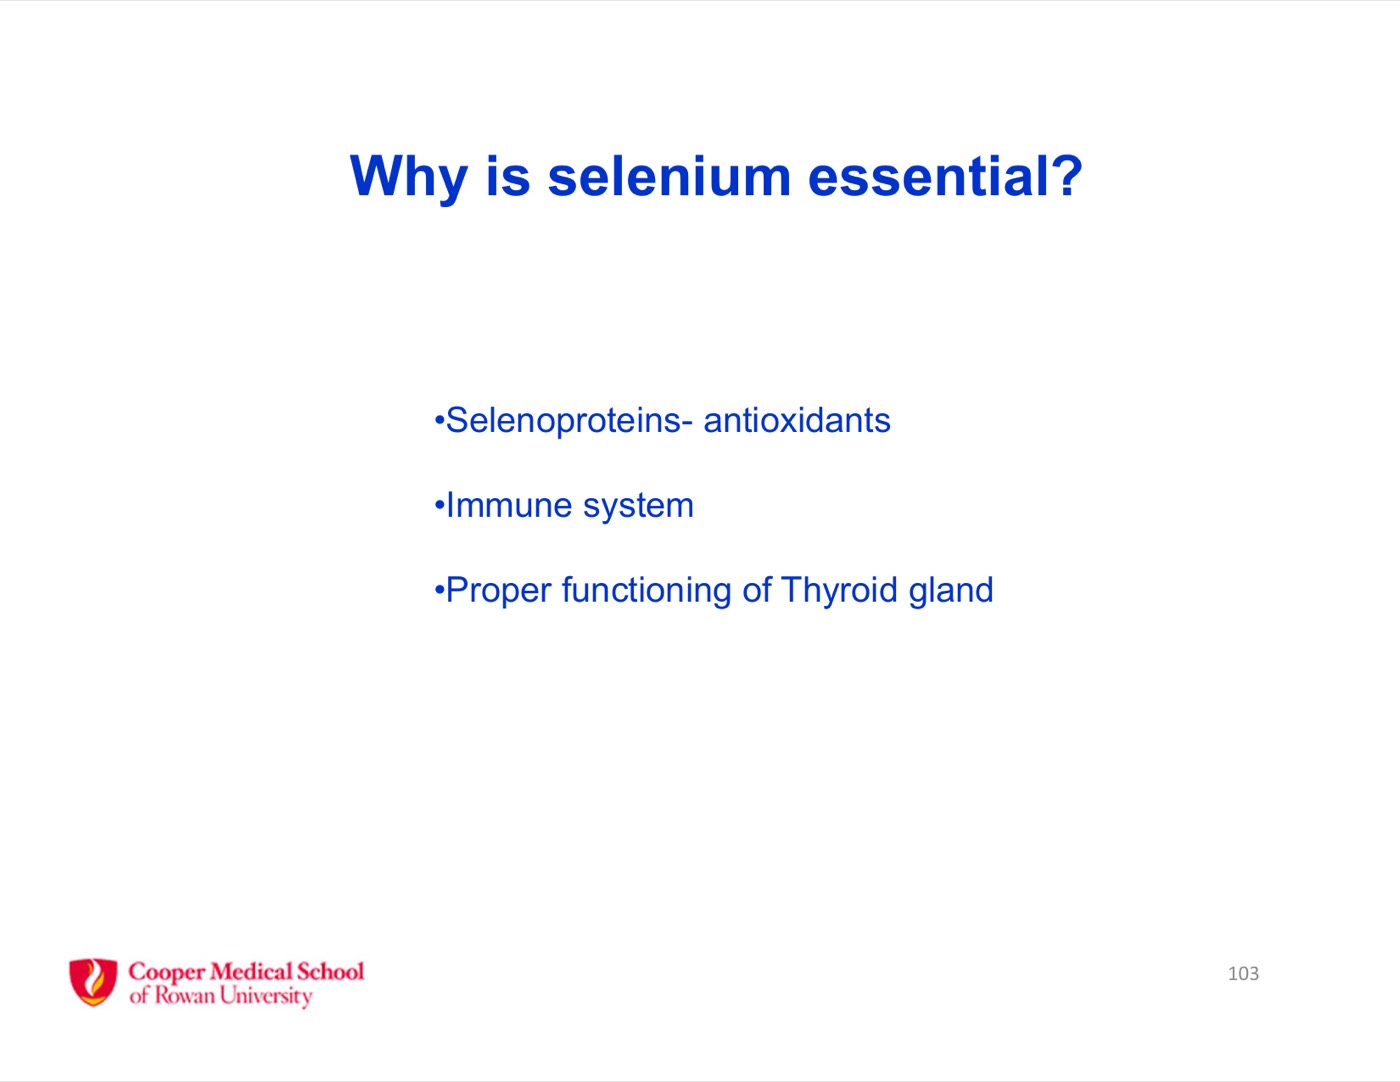 Why is selenium essential?
•Selenoproteins- antioxidants
•Immune system
•Proper functioning of Thyroid gland
Cooper Medical School
of Rowan University
103